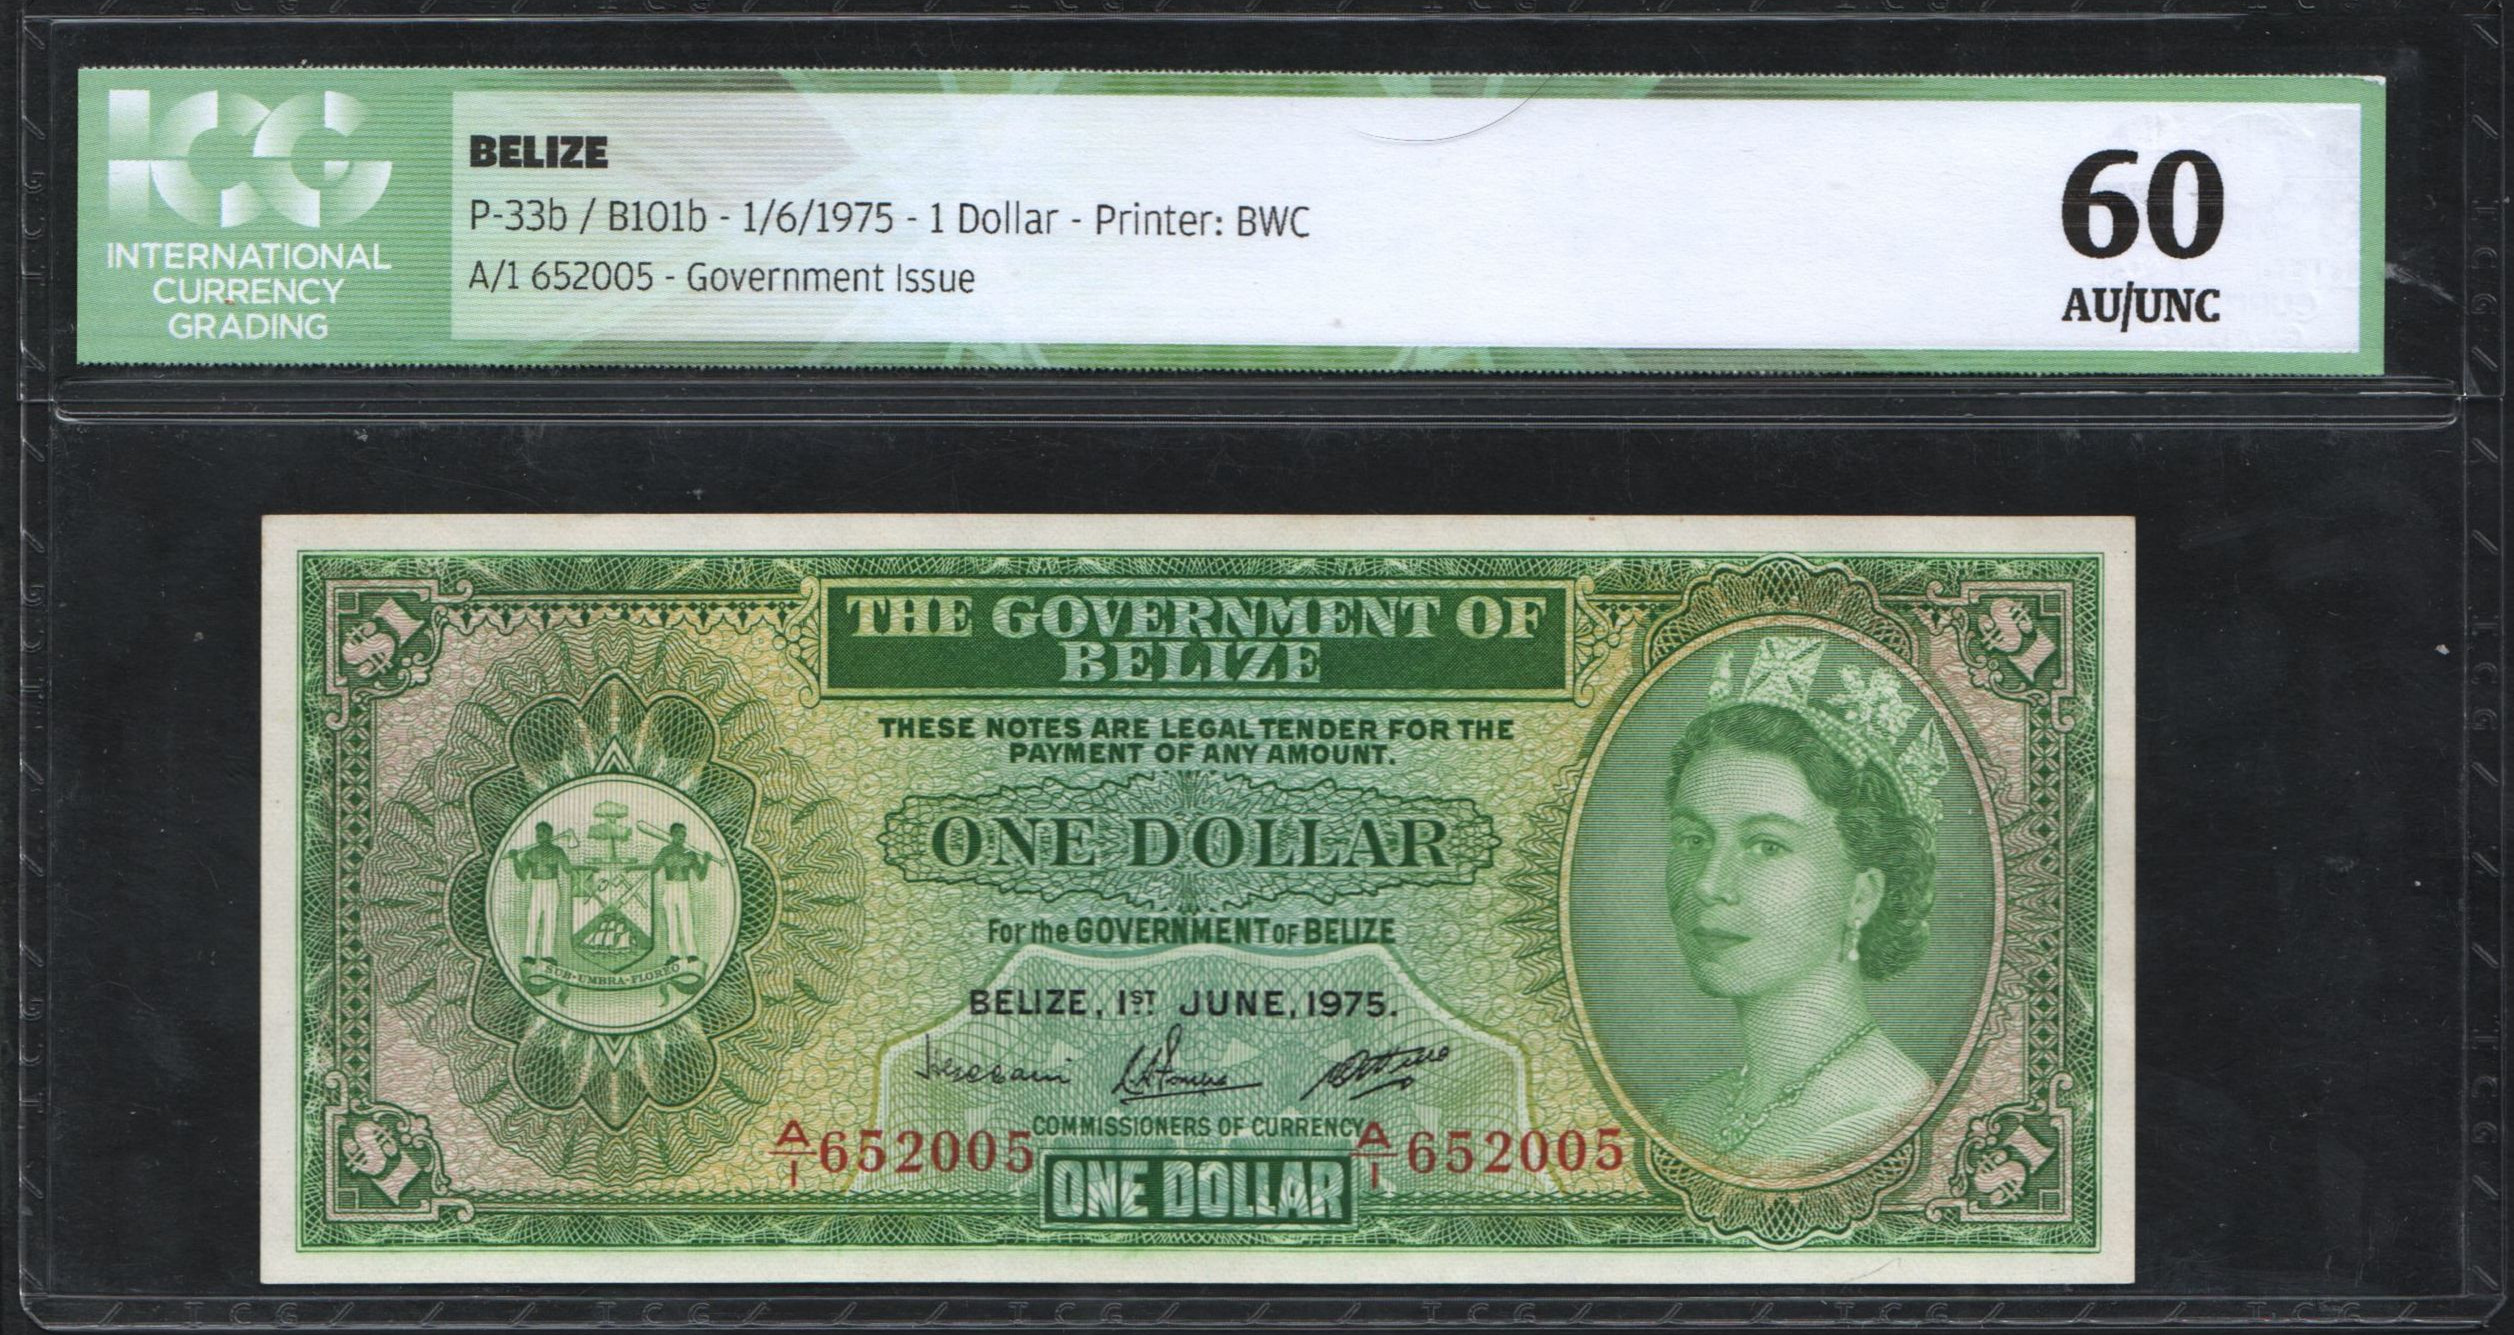 ICG
INTERNATIONAL
CURRENCY
GRADING
BELIZE
P-33b / B101b - 1/6/1975 - 1 Dollar - Printer: BWC
A/1 652005 - Government Issue
60
AU/UNC
$1
$1
THE GOVERNMENT OF
BELIZE
THESE NOTES ARE LEGAL TENDER FOR THE
PAYMENT OF ANY AMOUNT.
ONE DOLLAR
For the GOVERNMENT of BELIZE
SUB·UMBRA·FLOREO
BELIZE, 1ST JUNE, 1975.
COMMISSIONERS OF CURRENCY
A/1 652005
A/1 652005
ONE DOLLAR
$1
$1